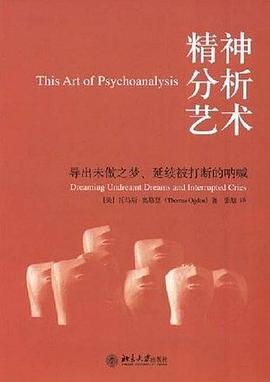 精神
分析
艺术
This Art of Psychoanalysis
导出未做之梦、延续被打断的呐喊
Dreaming Undreamt Dreams and Interrupted Cries
[美]托马斯·奥格登（Thomas Ogden）著
译
北京大学出版社